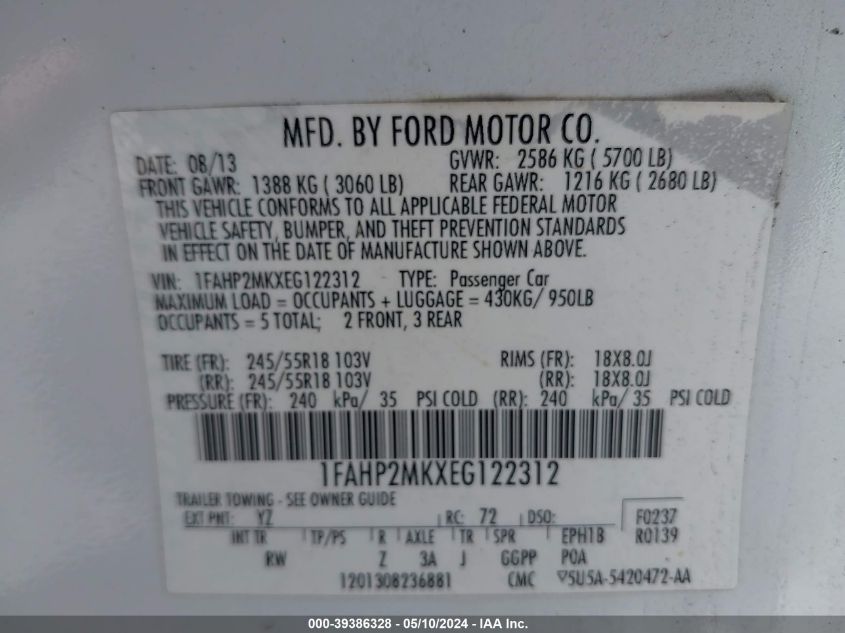 MFD. BY FORD MOTOR CO.
DATE: 08/13 GVWR: 2586 KG ( 5700 LB)
FRONT GAWR: 1388 KG ( 3060 LB) REAR GAWR: 1216 KG ( 2680 LB)
THIS VEHICLE CONFORMS TO ALL APPLICABLE FEDERAL MOTOR
VEHICLE SAFETY, BUMPER, AND THEFT PREVENTION STANDARDS
IN EFFECT ON THE DATE OF MANUFACTURE SHOWN ABOVE.
VIN: 1FAHP2MKXEG122312 TYPE: Passenger Car
MAXIMUM LOAD = OCCUPANTS + LUGGAGE = 430KG/ 950LB
OCCUPANTS = 5 TOTAL; 2 FRONT, 3 REAR
TIRE (FR): 245/55R18 103V RIMS (FR): 18X8.0J
(RR): 245/55R18 103V (RR): 18X8.0J
PRESSURE (FR): 240 kPa/ 35 PSI COLD (RR): 240 kPa/ 35 PSI COLD
1FAHP2MKXEG122312
TRAILER TOWING - SEE OWNER GUIDE
EXT PNT: YZ RC: 72 DSO: F0237
INT TR TP/PS R AXLE TR SPR EPH1B R0139
RW Z 3A J GGPP POA
1201308236881 CMC ▽5U5A-5420472-AA
000-39386328 - 05/10/2024 - IAA Inc.